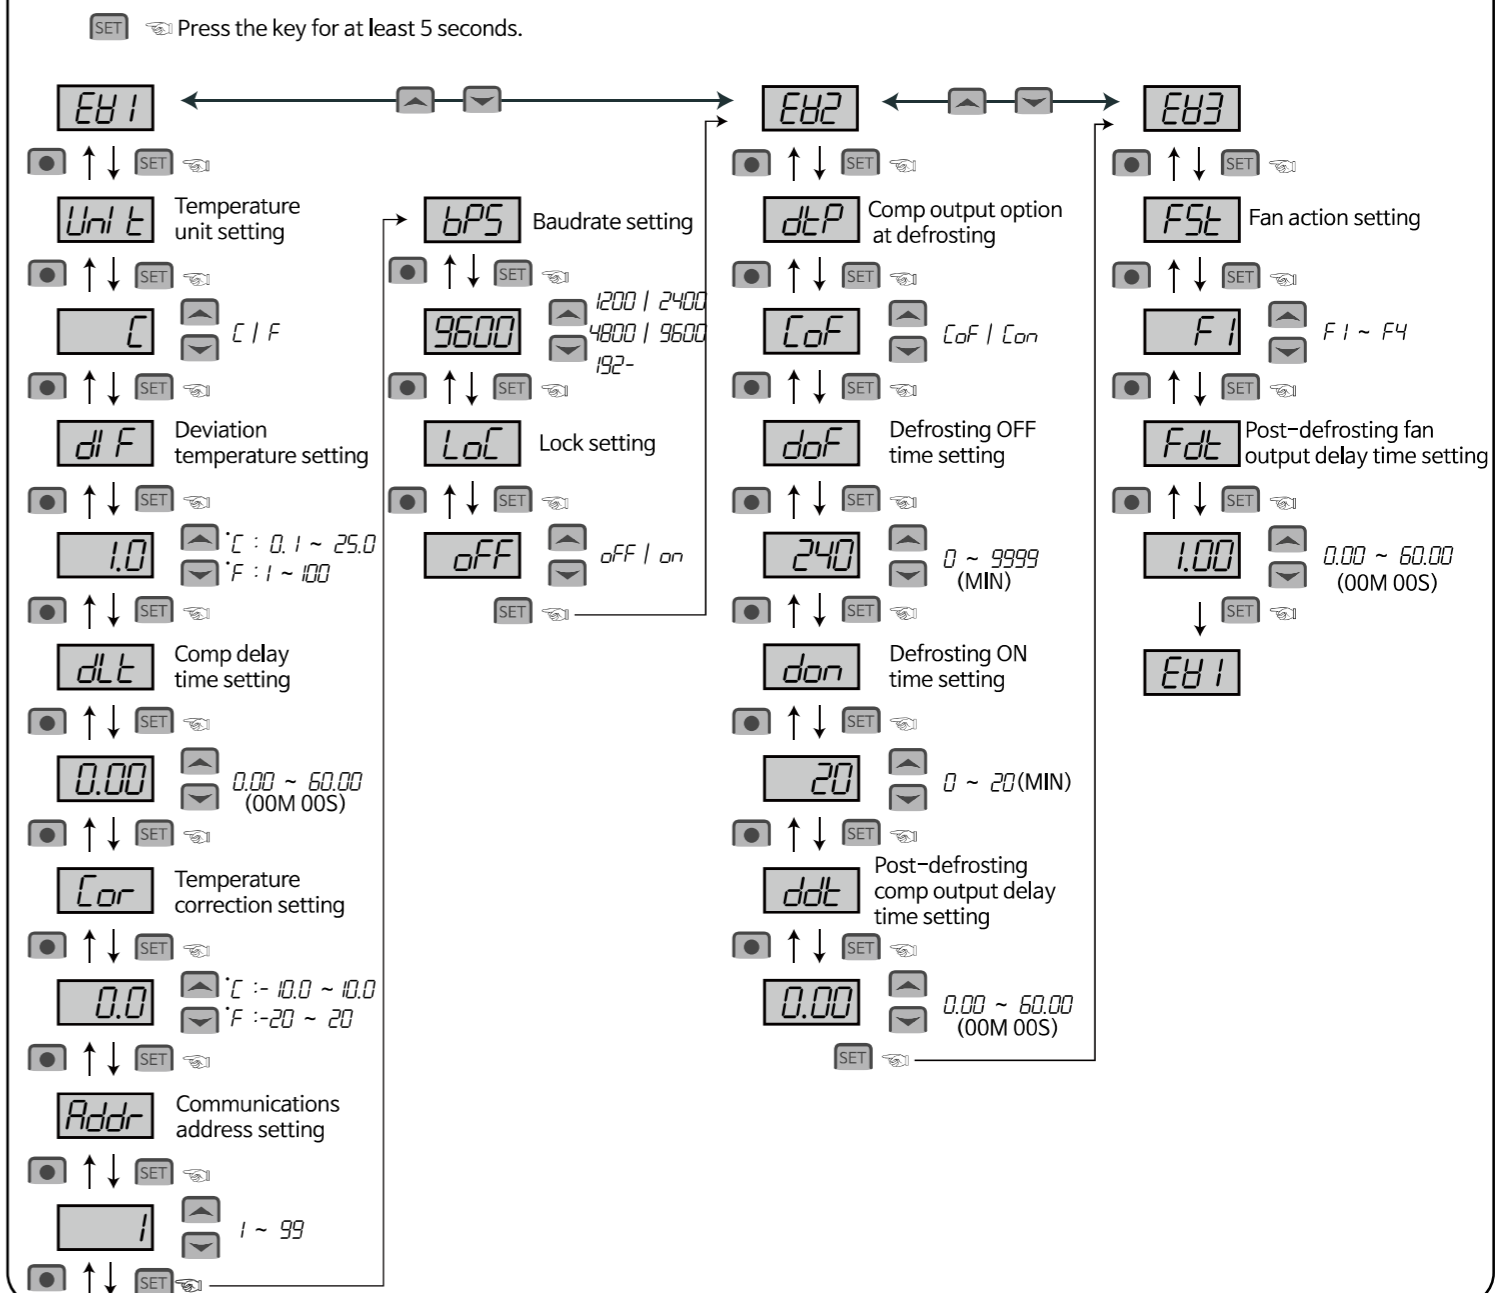 SET Press the key for at least 5 seconds.
EY1
SET
UnIt
Temperature
unit setting
SET
C
C / F
SET
dIF
Deviation
temperature setting
SET
1.0
°C : 0.1 ~ 25.0
°F : 1 ~ 100
SET
dLt
Comp delay
time setting
SET
0.00
0.00 ~ 60.00
(00M 00S)
SET
Cor
Temperature
correction setting
SET
0.0
°C :- 10.0 ~ 10.0
°F :-20 ~ 20
SET
Addr
Communications
address setting
SET
1
1 ~ 99
SET
bPS
Baudrate setting
SET
9600
1200 / 2400
4800 / 9600
192-
SET
LoC
Lock setting
SET
oFF
oFF / on
SET
EY2
SET
dtP
Comp output option
at defrosting
SET
CoF
CoF / Con
SET
doF
Defrosting OFF
time setting
SET
240
0 ~ 9999
(MIN)
SET
don
Defrosting ON
time setting
SET
20
0 ~ 20(MIN)
SET
ddt
Post-defrosting
comp output delay
time setting
SET
0.00
0.00 ~ 60.00
(00M 00S)
SET
EY3
SET
FSt
Fan action setting
SET
F1
F1 ~ F4
SET
Fdt
Post-defrosting fan
output delay time setting
SET
1.00
0.00 ~ 60.00
(00M 00S)
SET
EY1